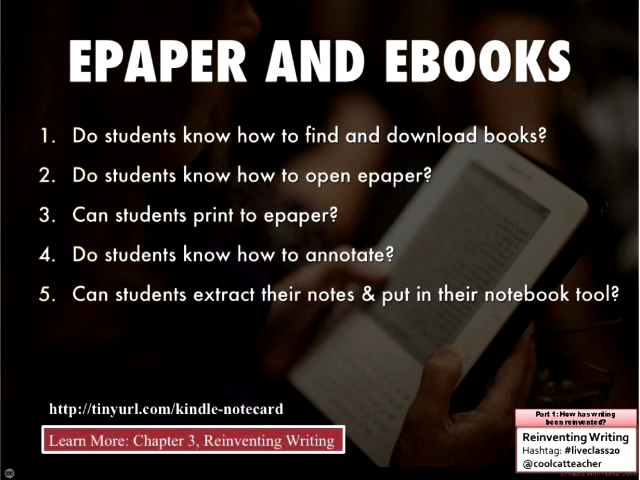 EPAPER AND EBOOKS
1. Do students know how to find and download books?
2. Do students know how to open epaper?
3. Can students print to epaper?
4. Do students know how to annotate?
5. Can students extract their notes & put in their notebook tool?
http://tinyurl.com/kindle-notecard
Learn More: Chapter 3, Reinventing Writing
Part 1: How has writing
been reinvented?
Reinventing Writing
Hashtag: #liveclass20
@coolcatteacher
cc